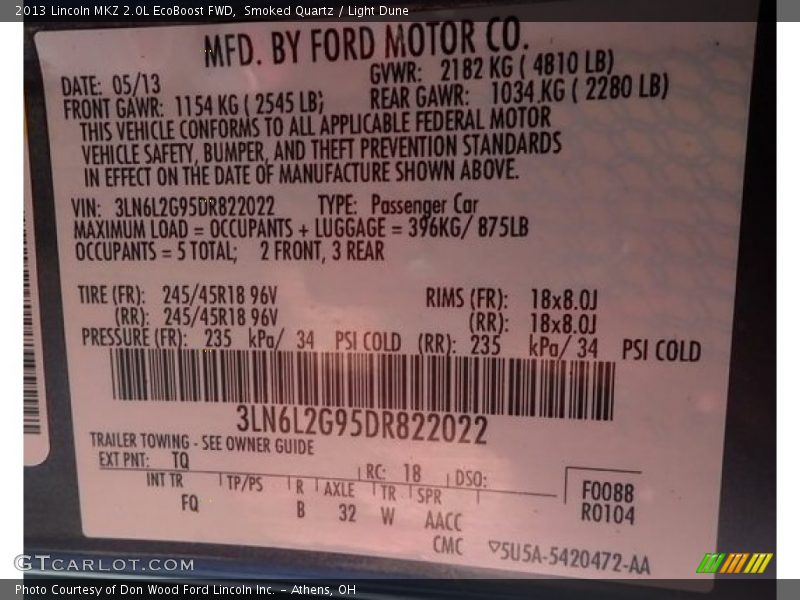 2013 Lincoln MKZ 2.0L EcoBoost FWD, Smoked Quartz / Light Dune
MFD. BY FORD MOTOR CO.
DATE: 05/13 GVWR: 2182 KG ( 4810 LB)
FRONT GAWR: 1154 KG ( 2545 LB) REAR GAWR: 1034 KG ( 2280 LB)
THIS VEHICLE CONFORMS TO ALL APPLICABLE FEDERAL MOTOR
VEHICLE SAFETY, BUMPER, AND THEFT PREVENTION STANDARDS
IN EFFECT ON THE DATE OF MANUFACTURE SHOWN ABOVE.
VIN: 3LN6L2G95DR822022 TYPE: Passenger Car
MAXIMUM LOAD = OCCUPANTS + LUGGAGE = 396KG/ 875LB
OCCUPANTS = 5 TOTAL; 2 FRONT, 3 REAR
TIRE (FR): 245/45R18 96V RIMS (FR): 18x8.0J
(RR): 245/45R18 96V (RR): 18x8.0J
PRESSURE (FR): 235 kPa/ 34 PSI COLD (RR): 235 kPa/ 34 PSI COLD
3LN6L2G95DR822022
TRAILER TOWING - SEE OWNER GUIDE
EXT PNT: TQ RC: 18 DSO:
INT TR TP/PS R AXLE TR SPR F0088
FQ B 32 W AACC R0104
CMC ▽5U5A-5420472-AA
GTCARLOT.COM
Photo Courtesy of Don Wood Ford Lincoln Inc. – Athens, OH